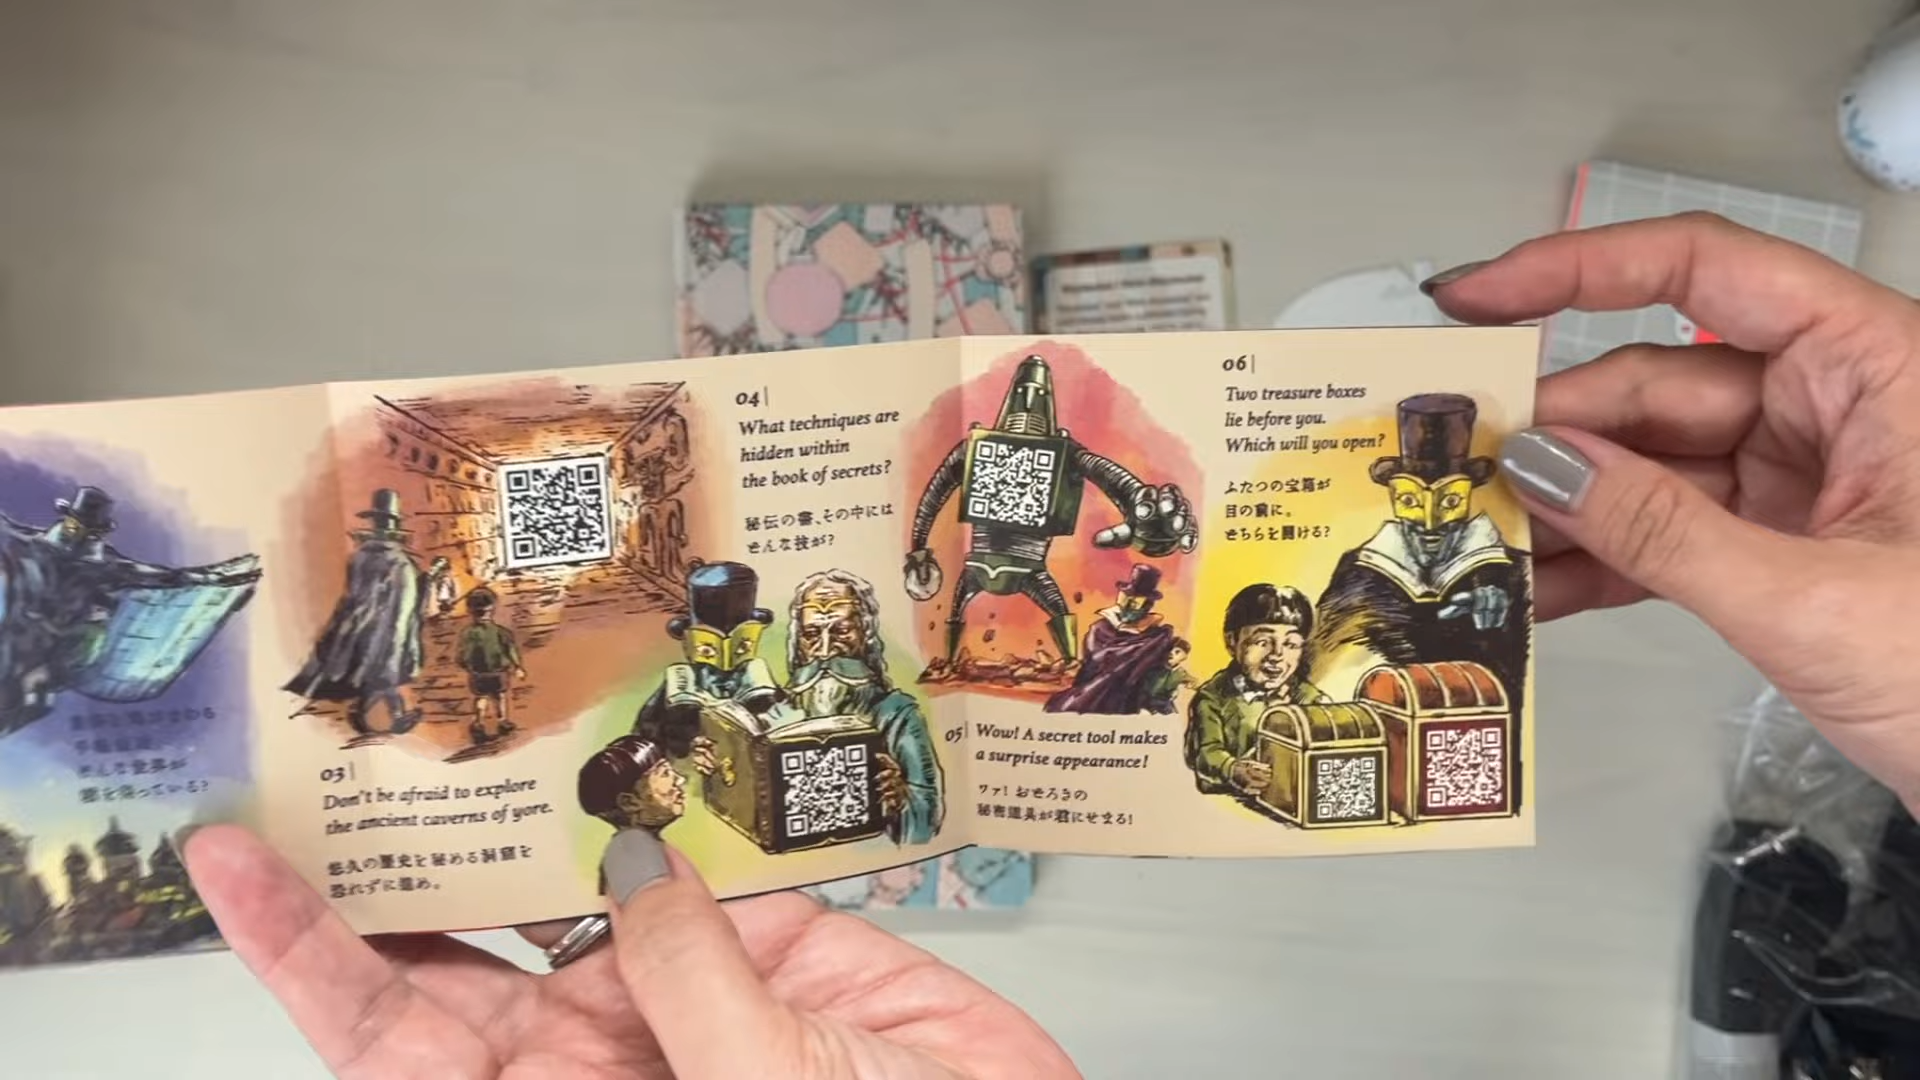 03|
Don't be afraid to explore
the ancient caverns of yore.
悠久の歴史を秘める洞窟を
恐れずに進め。
04|
What techniques are
hidden within
the book of secrets?
秘伝の書、その中には
どんな技が?
05|
Wow! A secret tool makes
a surprise appearance!
ワァ! おどろきの
秘密道具が君にせまる!
06|
Two treasure boxes
lie before you.
Which will you open?
ふたつの宝箱が
目の前に。
どちらを開ける?